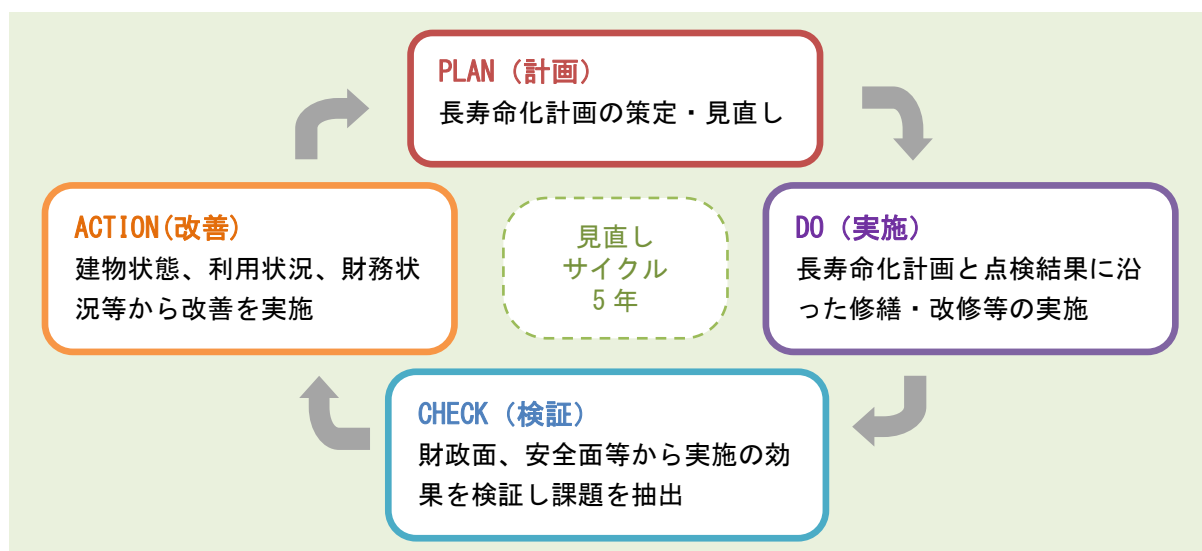 PLAN（計画）
長寿命化計画の策定・見直し
DO（実施）
長寿命化計画と点検結果に沿
った修繕・改修等の実施
CHECK（検証）
財政面、安全面等から実施の効
果を検証し課題を抽出
ACTION(改善)
建物状態、利用状況、財務状
況等から改善を実施
見直し
サイクル
5年